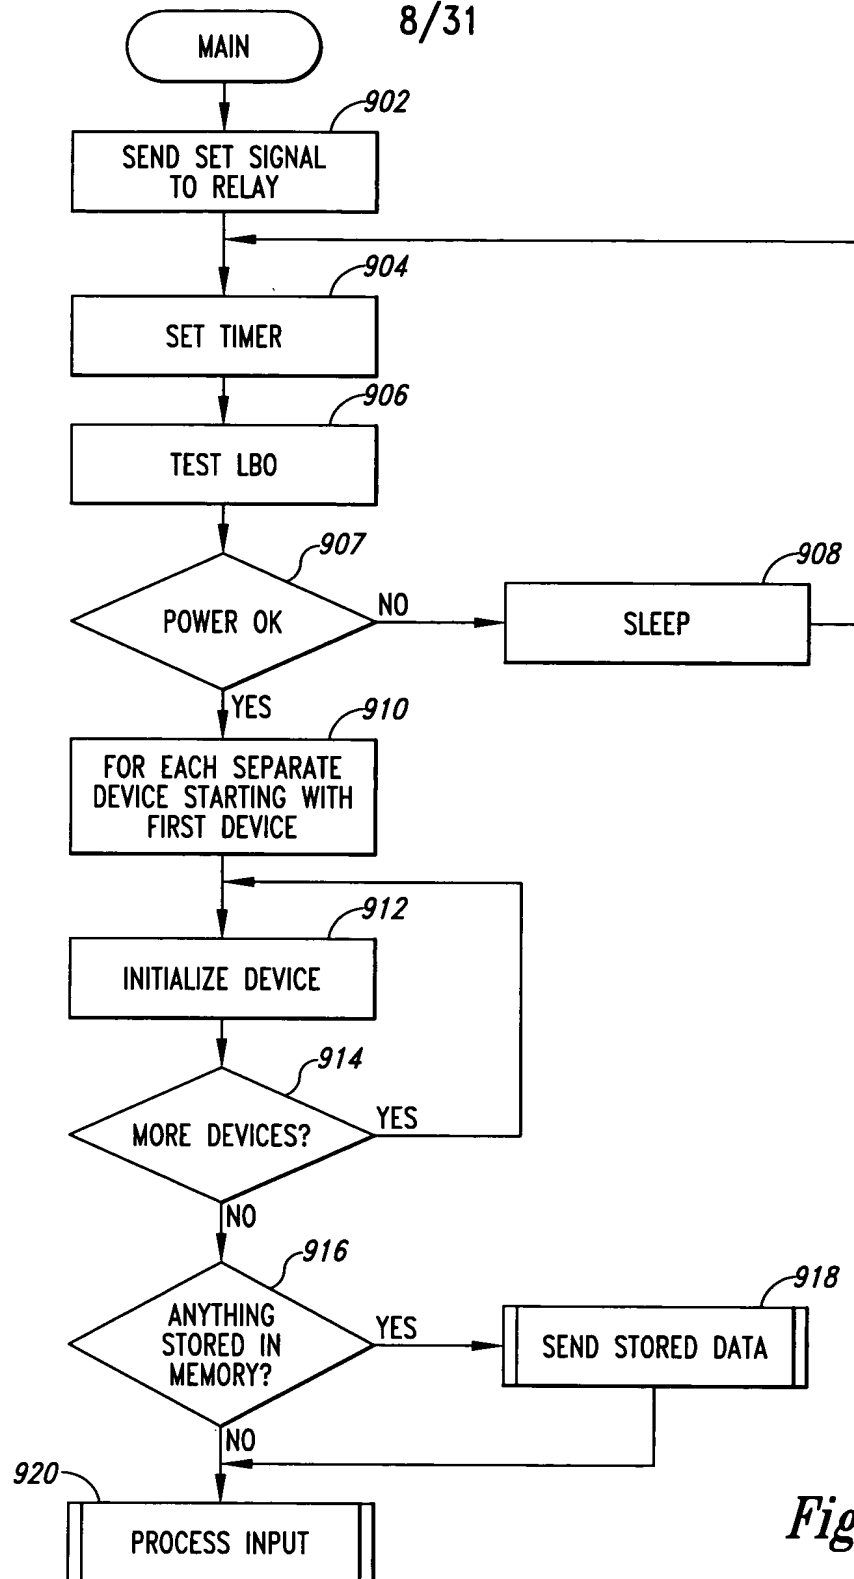 8/31
MAIN
902
SEND SET SIGNAL
TO RELAY
904
SET TIMER
906
TEST LBO
907
POWER OK
NO
908
SLEEP
YES
910
FOR EACH SEPARATE
DEVICE STARTING WITH
FIRST DEVICE
912
INITIALIZE DEVICE
914
MORE DEVICES?
YES
NO
916
ANYTHING
STORED IN
MEMORY?
YES
918
SEND STORED DATA
NO
920
PROCESS INPUT
Fig